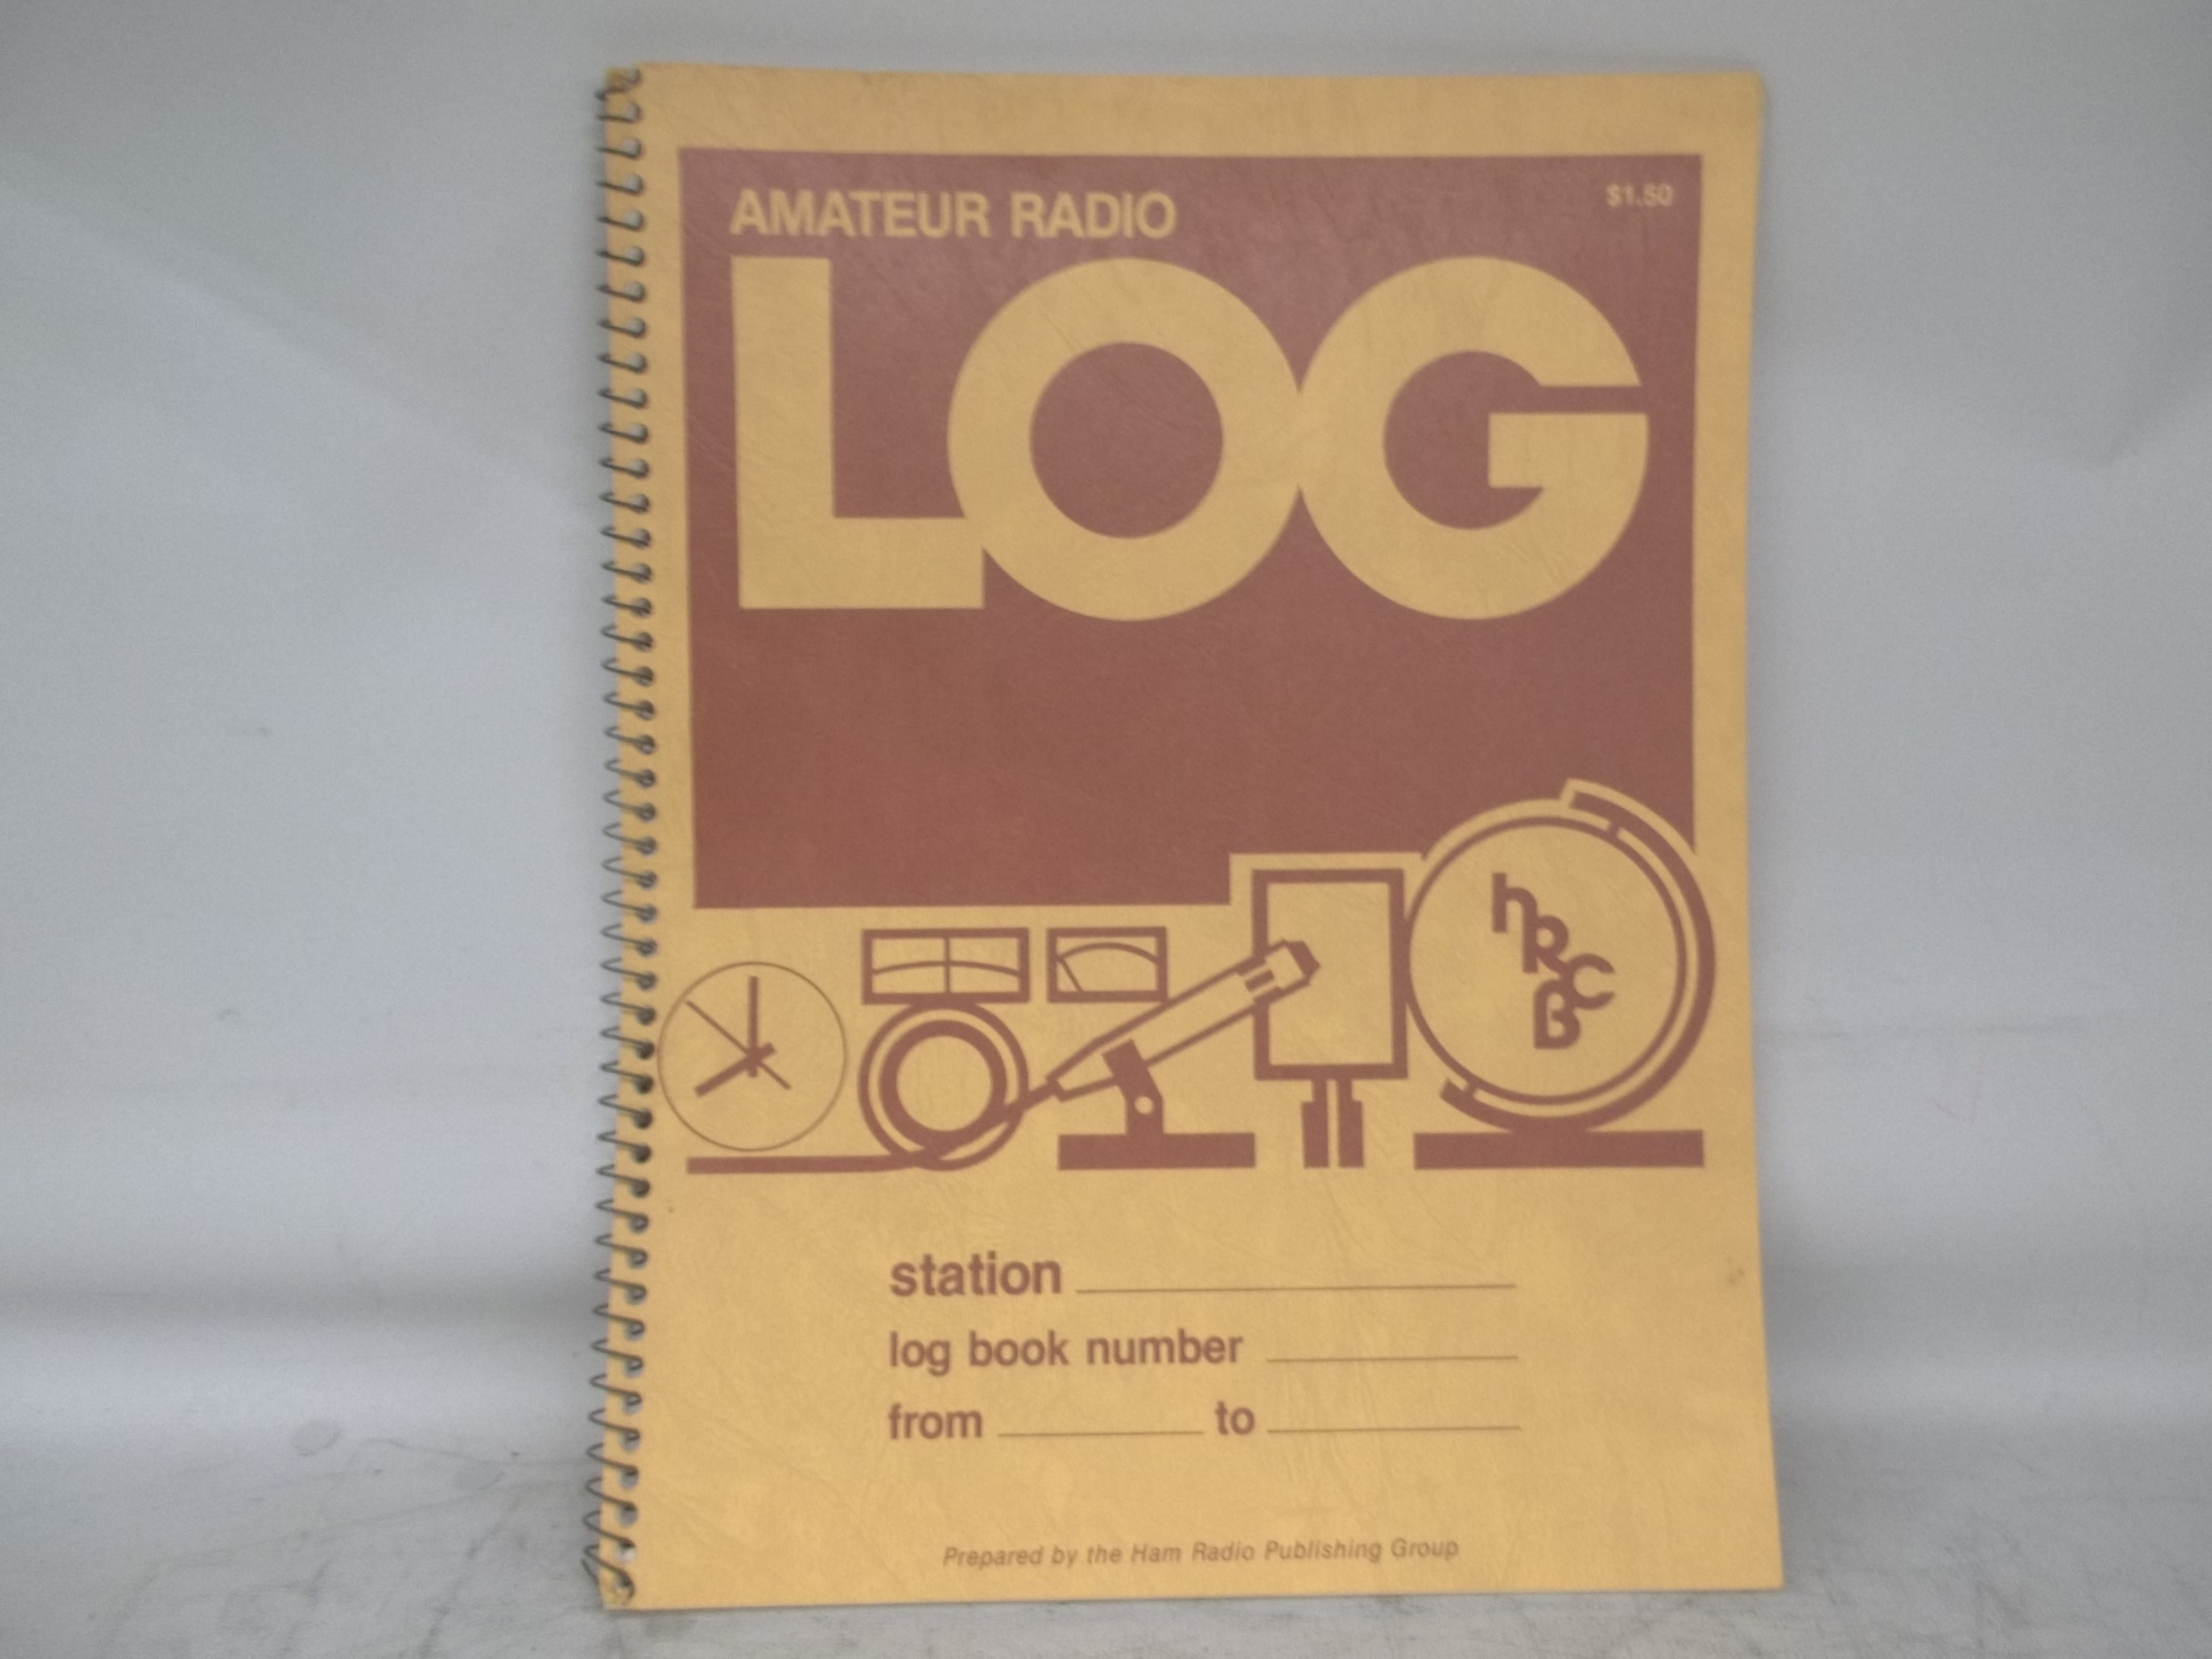 AMATEUR RADIO
$1.50
LOG
hRCB
station
log book number
from to
Prepared by the Ham Radio Publishing Group